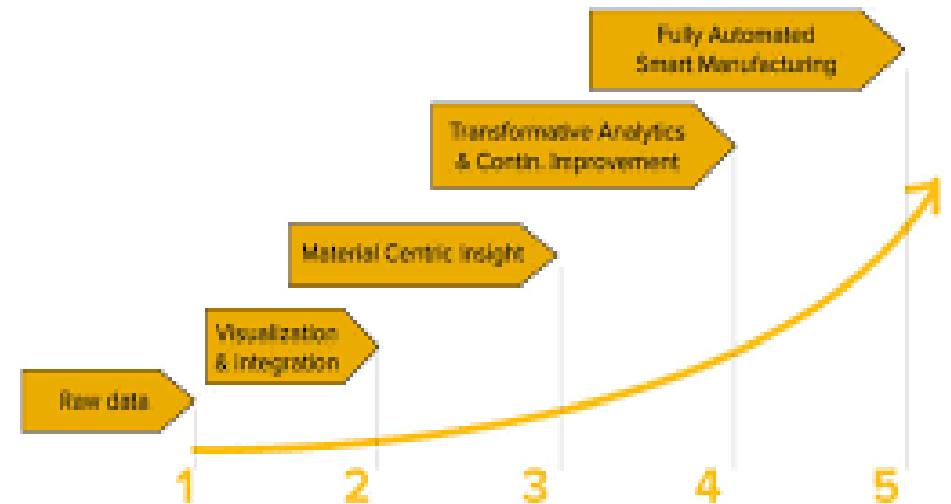 Fully Automated
Smart Manufacturing
Transformative Analytics
& Contin. Improvement
Material Centric Insight
Visualization
& Integration
Raw data
1 2 3 4 5